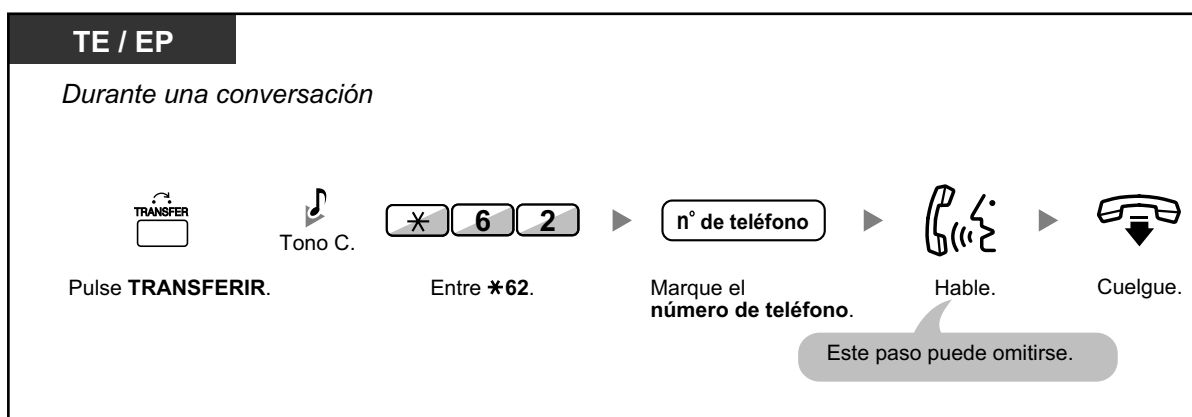 TE / EP
Durante una conversación
TRANSFER
Tono C.
* 6 2
n° de teléfono
Pulse TRANSFERIR.
Entre *62.
Marque el
número de teléfono.
Hable.
Cuelgue.
Este paso puede omitirse.